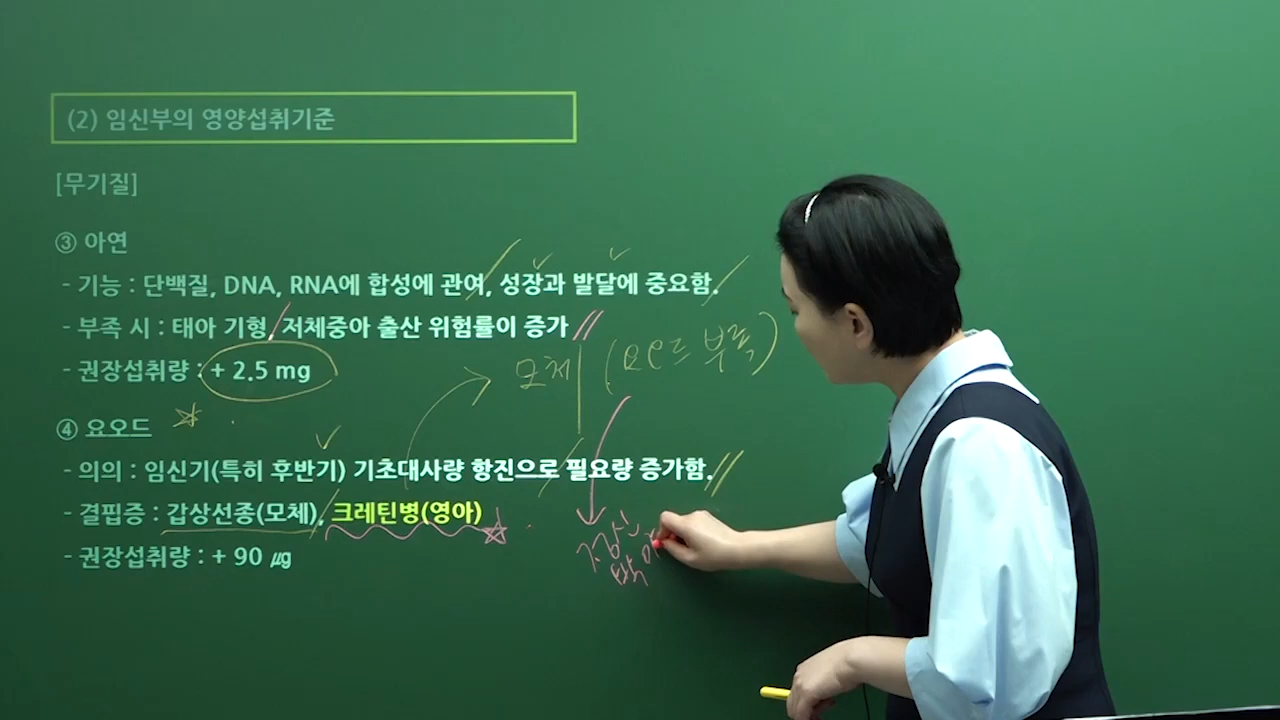 (2) 임신부의 영양섭취기준
[무기질]
③ 아연
- 기능 : 단백질, DNA, RNA에 합성에 관여, 성장과 발달에 중요함.
- 부족 시 : 태아 기형, 저체중아 출산 위험률이 증가
- 권장섭취량 : + 2.5 mg
모체 (요오드 부족)
④ 요오드
- 의의 : 임신기(특히 후반기) 기초대사량 항진으로 필요량 증가함.
- 결핍증 : 갑상선종(모체), 크레틴병(영아)
- 권장섭취량 : + 90 ㎍